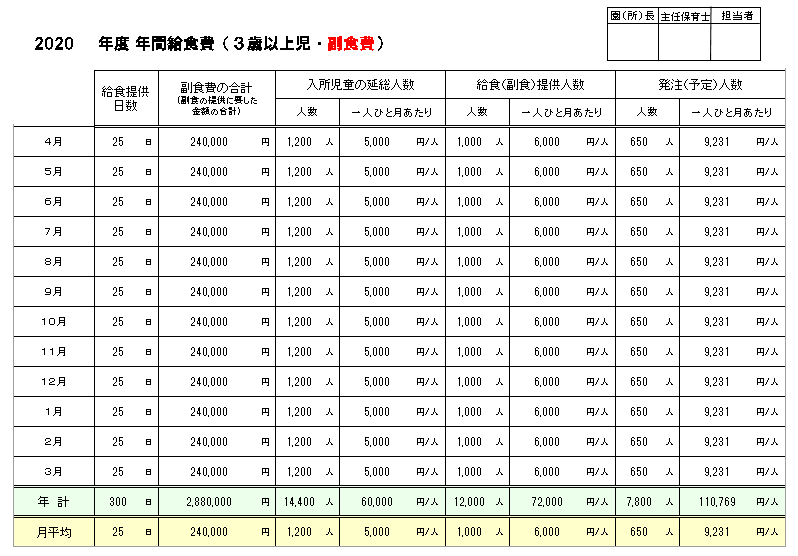 園(所)長 主任保育士 担当者
2020 年度 年間給食費(3歳以上児・副食費)
給食提供日数 副食費の合計 (副食の提供に要した金額の合計) 入所児童の延総人数 給食(副食)提供人数 発注(予定)人数
人数 一人ひと月あたり 人数 一人ひと月あたり 人数 一人ひと月あたり
4月 25 日 240,000 円 1,200 人 5,000 円/人 1,000 人 6,000 円/人 650 人 9,231 円/人
5月 25 日 240,000 円 1,200 人 5,000 円/人 1,000 人 6,000 円/人 650 人 9,231 円/人
6月 25 日 240,000 円 1,200 人 5,000 円/人 1,000 人 6,000 円/人 650 人 9,231 円/人
7月 25 日 240,000 円 1,200 人 5,000 円/人 1,000 人 6,000 円/人 650 人 9,231 円/人
8月 25 日 240,000 円 1,200 人 5,000 円/人 1,000 人 6,000 円/人 650 人 9,231 円/人
9月 25 日 240,000 円 1,200 人 5,000 円/人 1,000 人 6,000 円/人 650 人 9,231 円/人
10月 25 日 240,000 円 1,200 人 5,000 円/人 1,000 人 6,000 円/人 650 人 9,231 円/人
11月 25 日 240,000 円 1,200 人 5,000 円/人 1,000 人 6,000 円/人 650 人 9,231 円/人
12月 25 日 240,000 円 1,200 人 5,000 円/人 1,000 人 6,000 円/人 650 人 9,231 円/人
1月 25 日 240,000 円 1,200 人 5,000 円/人 1,000 人 6,000 円/人 650 人 9,231 円/人
2月 25 日 240,000 円 1,200 人 5,000 円/人 1,000 人 6,000 円/人 650 人 9,231 円/人
3月 25 日 240,000 円 1,200 人 5,000 円/人 1,000 人 6,000 円/人 650 人 9,231 円/人
年 計 300 日 2,880,000 円 14,400 人 60,000 円/人 12,000 人 72,000 円/人 7,800 人 110,769 円/人
月平均 25 日 240,000 円 1,200 人 5,000 円/人 1,000 人 6,000 円/人 650 人 9,231 円/人